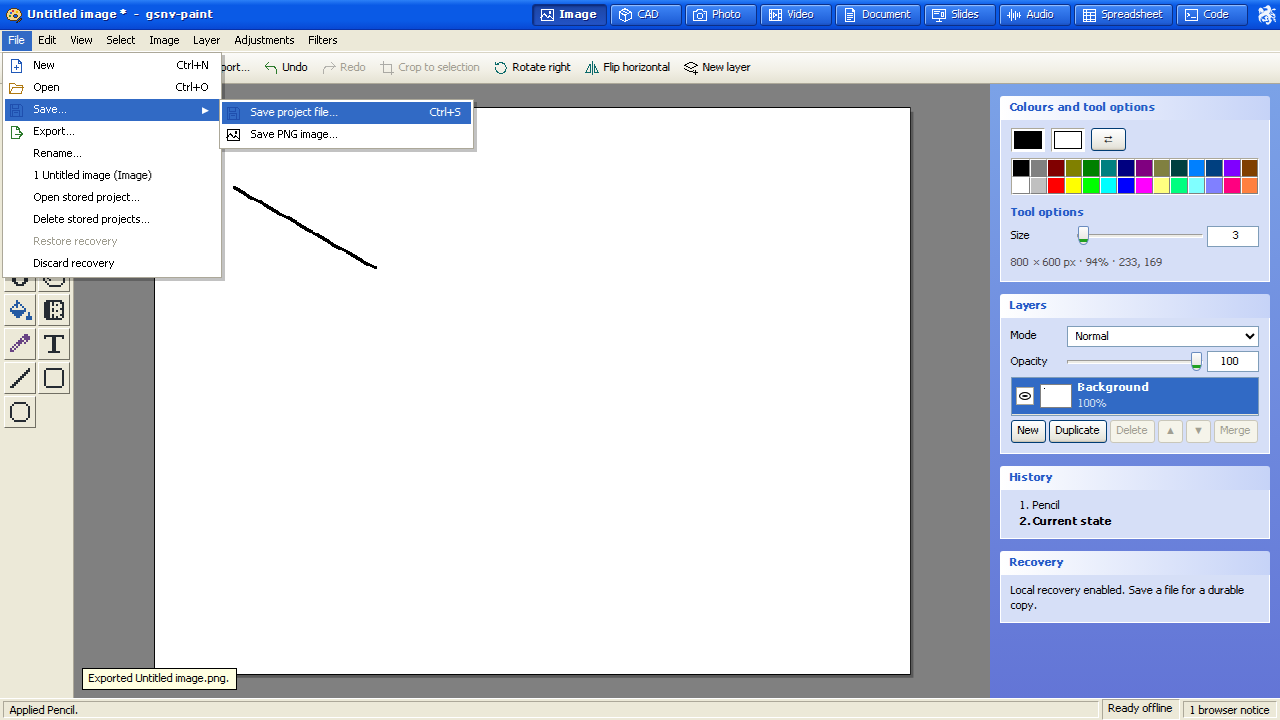 Untitled image * - gsnv-paint
Image
CAD
Photo
Video
Document
Slides
Audio
Spreadsheet
Code
File
Edit
View
Select
Image
Layer
Adjustments
Filters
port...
Undo
Redo
Crop to selection
Rotate right
Flip horizontal
New layer
New Ctrl+N
Open Ctrl+O
Save...
Export...
Rename...
1 Untitled image (Image)
Open stored project...
Delete stored projects...
Restore recovery
Discard recovery
Save project file... Ctrl+S
Save PNG image...
T
Colours and tool options
Tool options
Size 3
800 × 600 px · 94% · 233, 169
Layers
Mode Normal
Opacity 100
Background
100%
New Duplicate Delete ▲ ▼ Merge
History
1. Pencil
2. Current state
Recovery
Local recovery enabled. Save a file for a durable
copy.
Exported Untitled image.png.
Applied Pencil.
Ready offline
1 browser notice